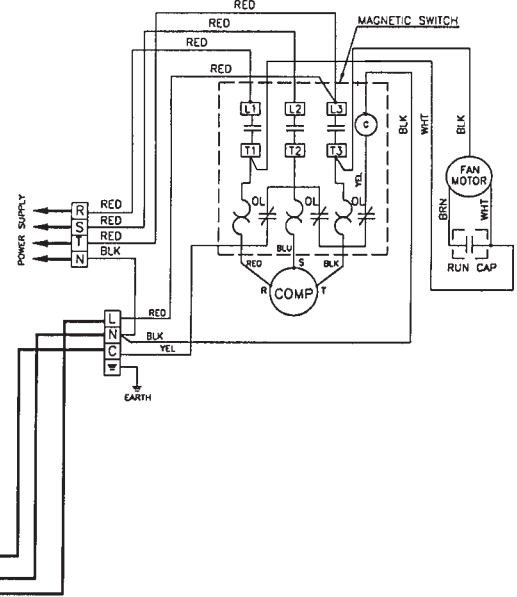 RED
RED
RED
MAGNETIC SWITCH
RED
L1
L2
L3
C
BLK
WHT
BLK
T1
T2
T3
YEL
FAN
MOTOR
BRN
WHT
OL
OL
OL
POWER SUPPLY
R
RED
S
RED
T
RED
N
BLK
RUN CAP
RED
BLU
S
BLK
R
COMP
T
L
RED
N
BLK
C
YEL
EARTH